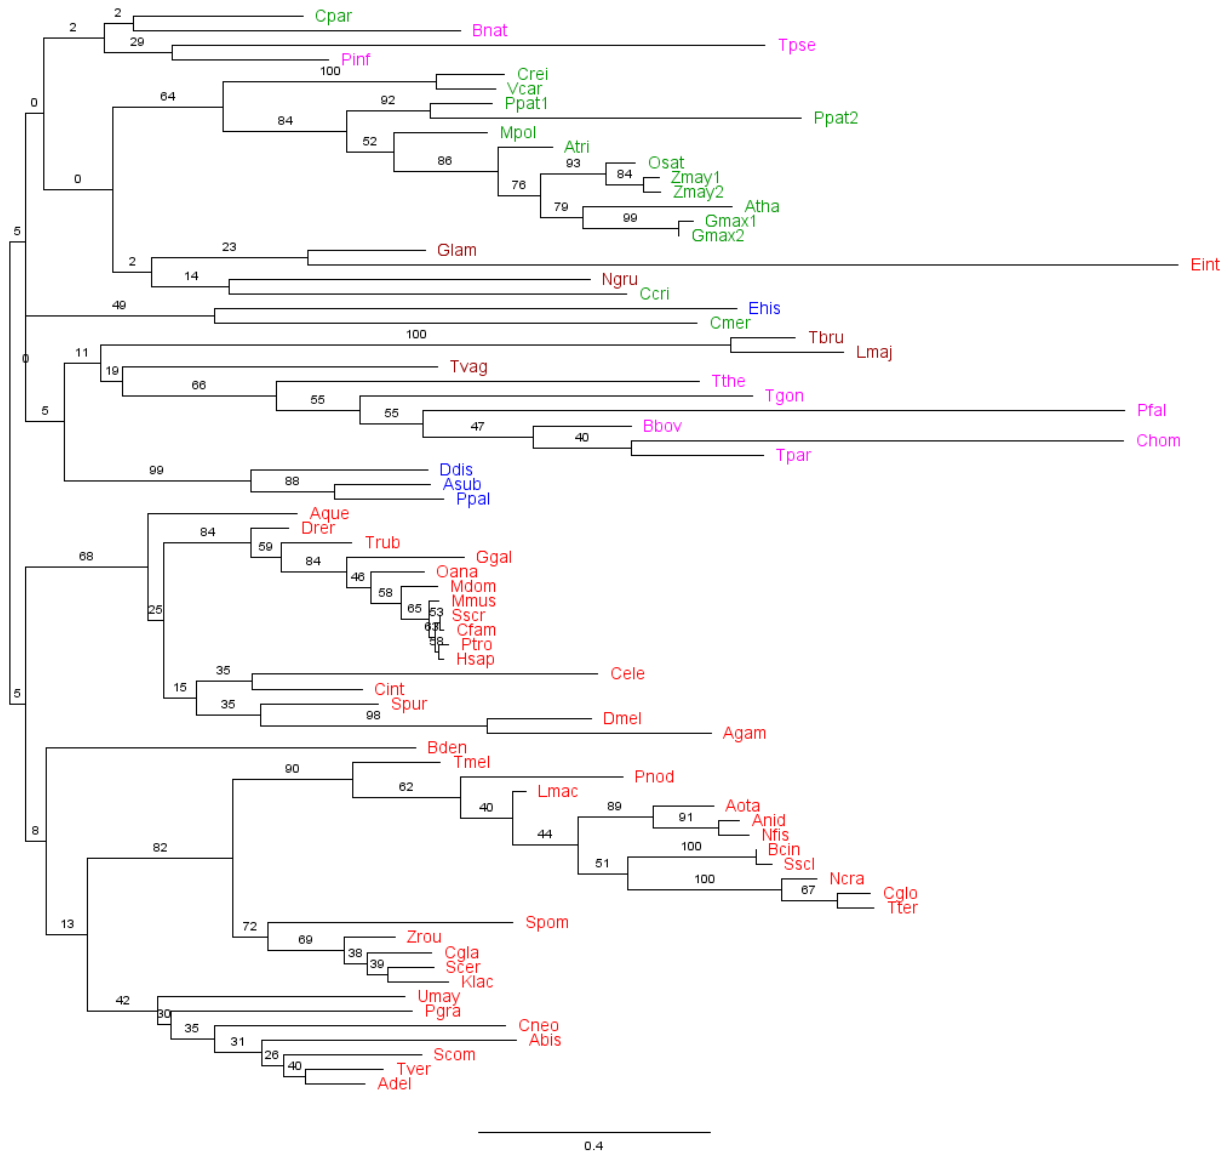 2 Cpar
2 Bnat
29 Tpse
Pinf
0
100 Crei
Vcar
64
92 Ppat1
84 Ppat2
52 Mpol
86 Atri
93 Osat
84 Zmay1
76 Zmay2
0
79 Atha
99 Gmax1
Gmax2
5
23 Glam
2 Eint
14 Ngru
Ccri
49 Ehis
Cmer
100 Tbru
0 11 Lmaj
19 Tvag
66 Tthe
55 Tgon
5 55 Pfal
47 Bbov
40 Chom
Tpar
99 Ddis
88 Asub
Ppal
Aque
84 Drer
59 Trub
68 84 Ggal
46 Oana
58 Mdom
25 65 Mmus
53 Sscr
63 Cfam
58 Ptro
Hsap
35 Cele
15 Cint
5 35 Spur
98 Dmel
Agam
Bden
90 Tmel
62 Pnod
40 Lmac
89 Aota
8 44 91 Anid
Nfis
82 100 Bcin
51 Sscl
100 Ncra
67 Cglo
Tter
13 72 Spom
69 Zrou
38 Cgla
39 Scer
Klac
42 Umay
30 Pgra
35 Cneo
31 Abis
26 Scom
40 Tver
Adel
0.4